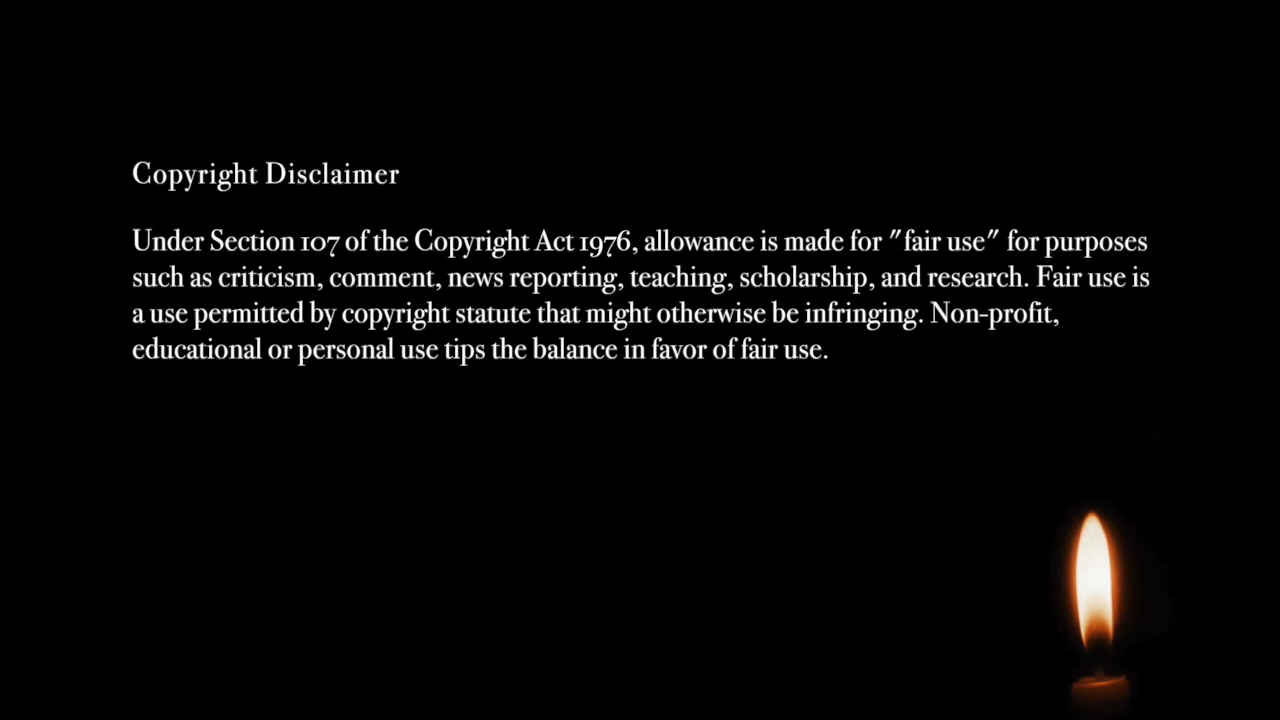 Copyright Disclaimer
Under Section 107 of the Copyright Act 1976, allowance is made for "fair use" for purposes
such as criticism, comment, news reporting, teaching, scholarship, and research. Fair use is
a use permitted by copyright statute that might otherwise be infringing. Non-profit,
educational or personal use tips the balance in favor of fair use.